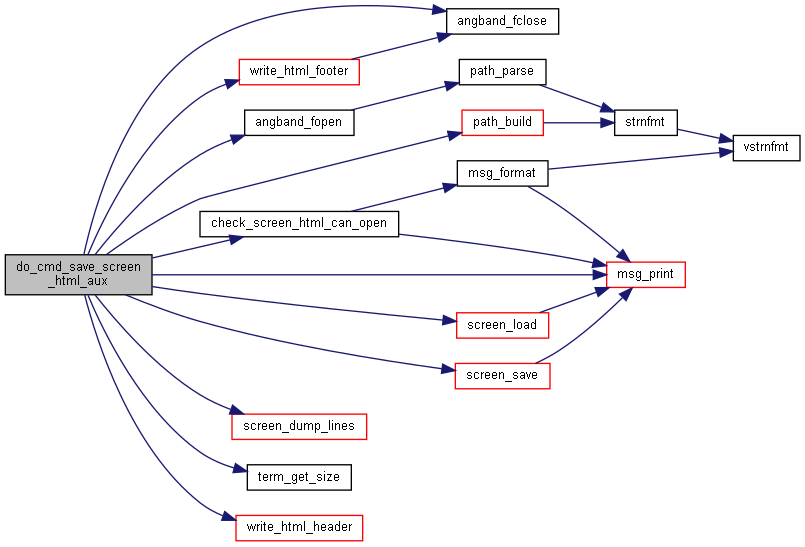 angband_fclose
write_html_footer
path_parse
angband_fopen
path_build
strnfmt
vstrnfmt
msg_format
check_screen_html_can_open
do_cmd_save_screen
_html_aux
msg_print
screen_load
screen_save
screen_dump_lines
term_get_size
write_html_header